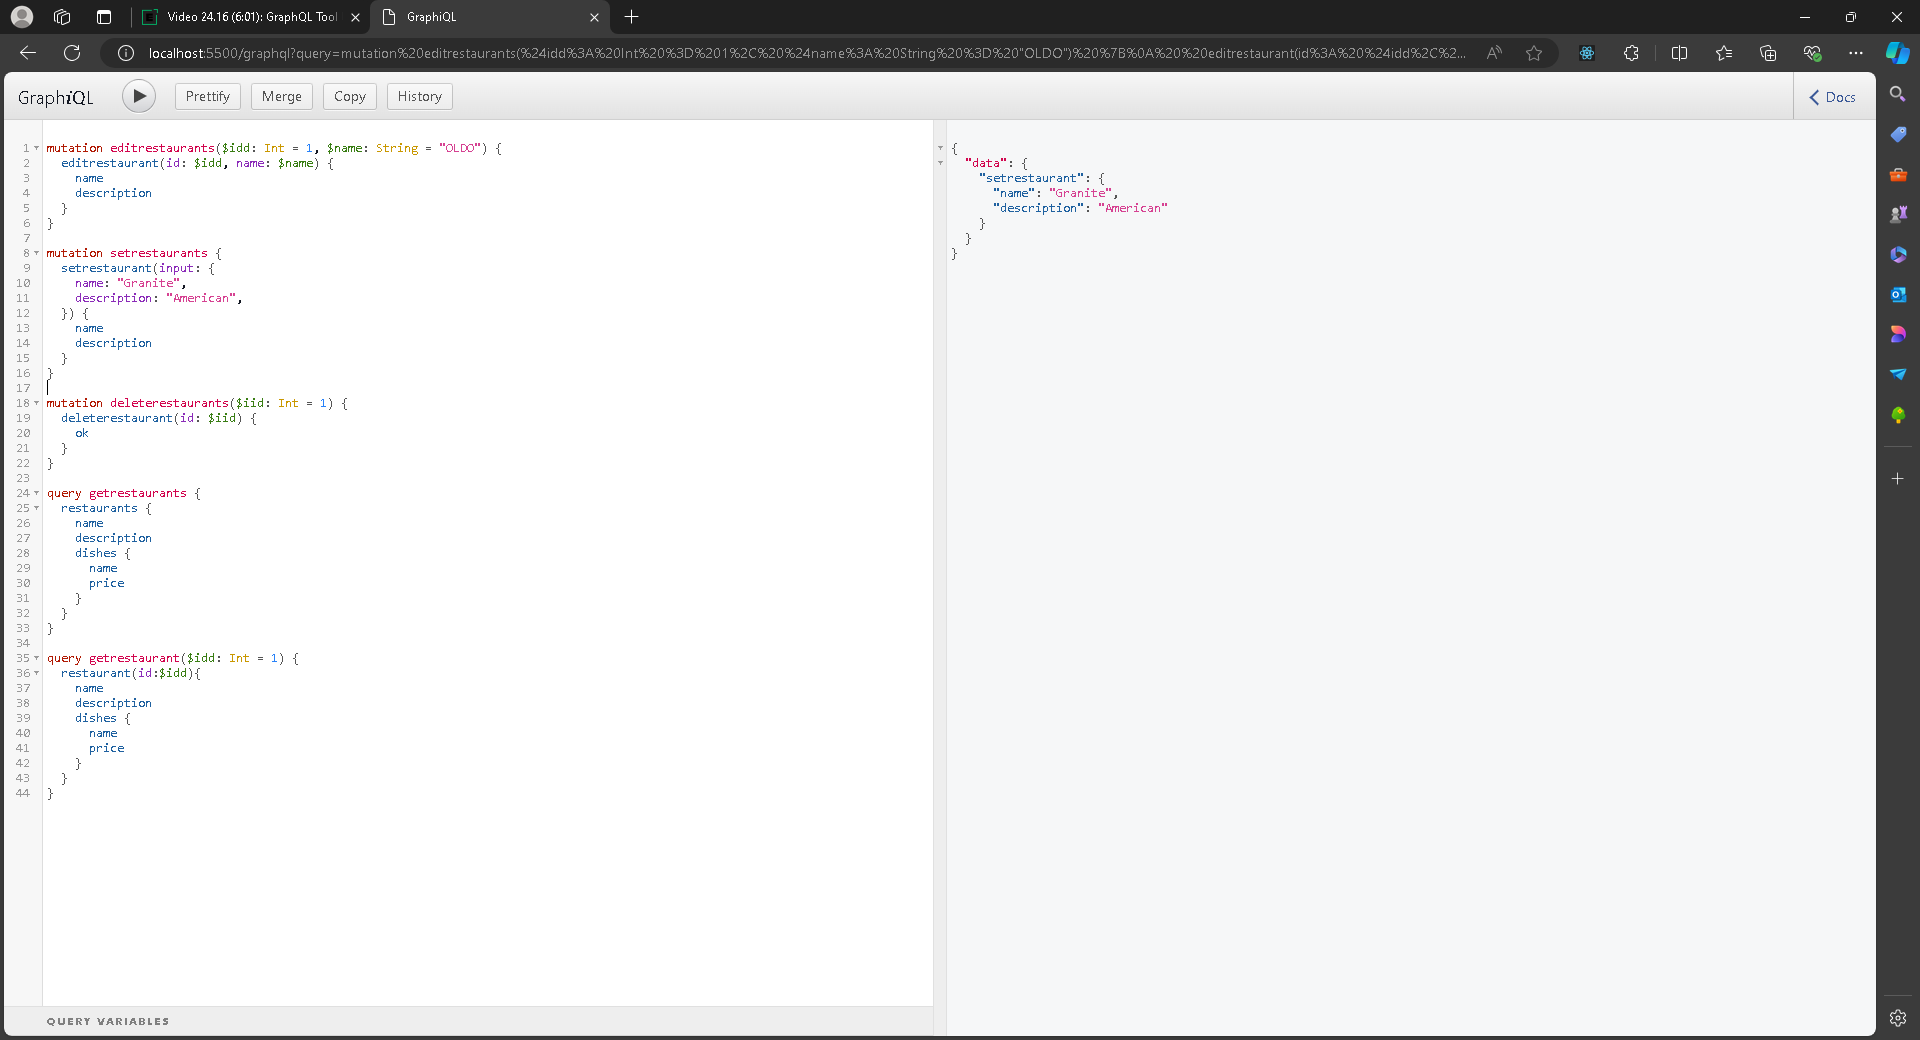 Video 24.16 (6:01): GraphQL Tool
GraphiQL
localhost:5500/graphql?query=mutation%20editrestaurants(%24idd%3A%20Int%20%3D%201%2C%20%24name%3A%20String%20%3D%20"OLDO")%20%7B%0A%20%20editrestaurant(id%3A%20%24idd%2C%2...
GraphiQL
Prettify
Merge
Copy
History
Docs
1 mutation editrestaurants($idd: Int = 1, $name: String = "OLDO") {
2 editrestaurant(id: $idd, name: $name) {
3 name
4 description
5 }
6 }
7
8 mutation setrestaurants {
9 setrestaurant(input: {
10 name: "Granite",
11 description: "American",
12 }) {
13 name
14 description
15 }
16 }
17
18 mutation deleterestaurants($iid: Int = 1) {
19 deleterestaurant(id: $iid) {
20 ok
21 }
22 }
23
24 query getrestaurants {
25 restaurants {
26 name
27 description
28 dishes {
29 name
30 price
31 }
32 }
33 }
34
35 query getrestaurant($idd: Int = 1) {
36 restaurant(id:$idd){
37 name
38 description
39 dishes {
40 name
41 price
42 }
43 }
44 }
QUERY VARIABLES
{
"data": {
"setrestaurant": {
"name": "Granite",
"description": "American"
}
}
}